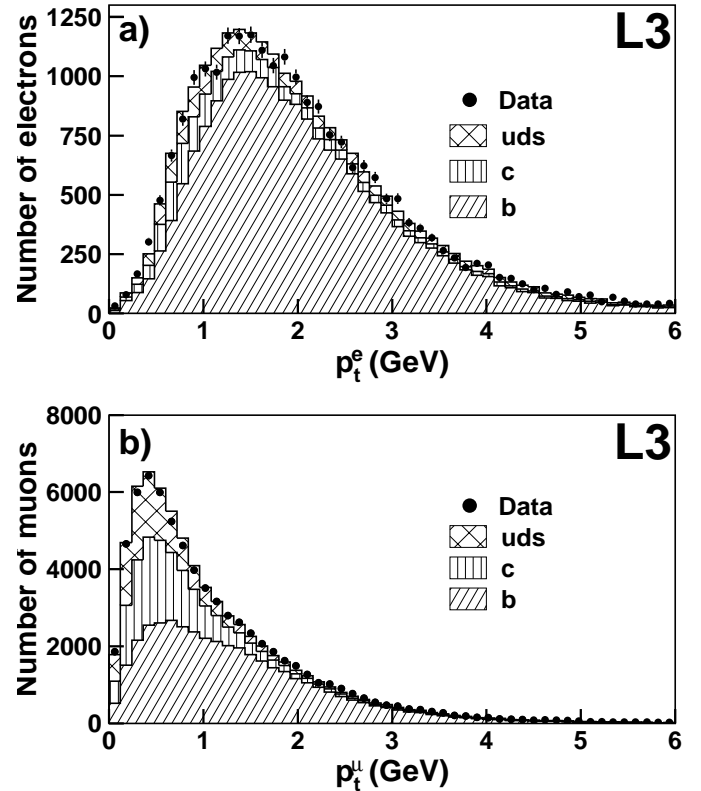 a)
L3
Number of electrons
1250
1000
750
500
250
0
Data
uds
c
b
0 1 2 3 4 5 6
p_t^e (GeV)
b)
L3
Number of muons
8000
6000
4000
2000
0
Data
uds
c
b
0 1 2 3 4 5 6
p_t^μ (GeV)